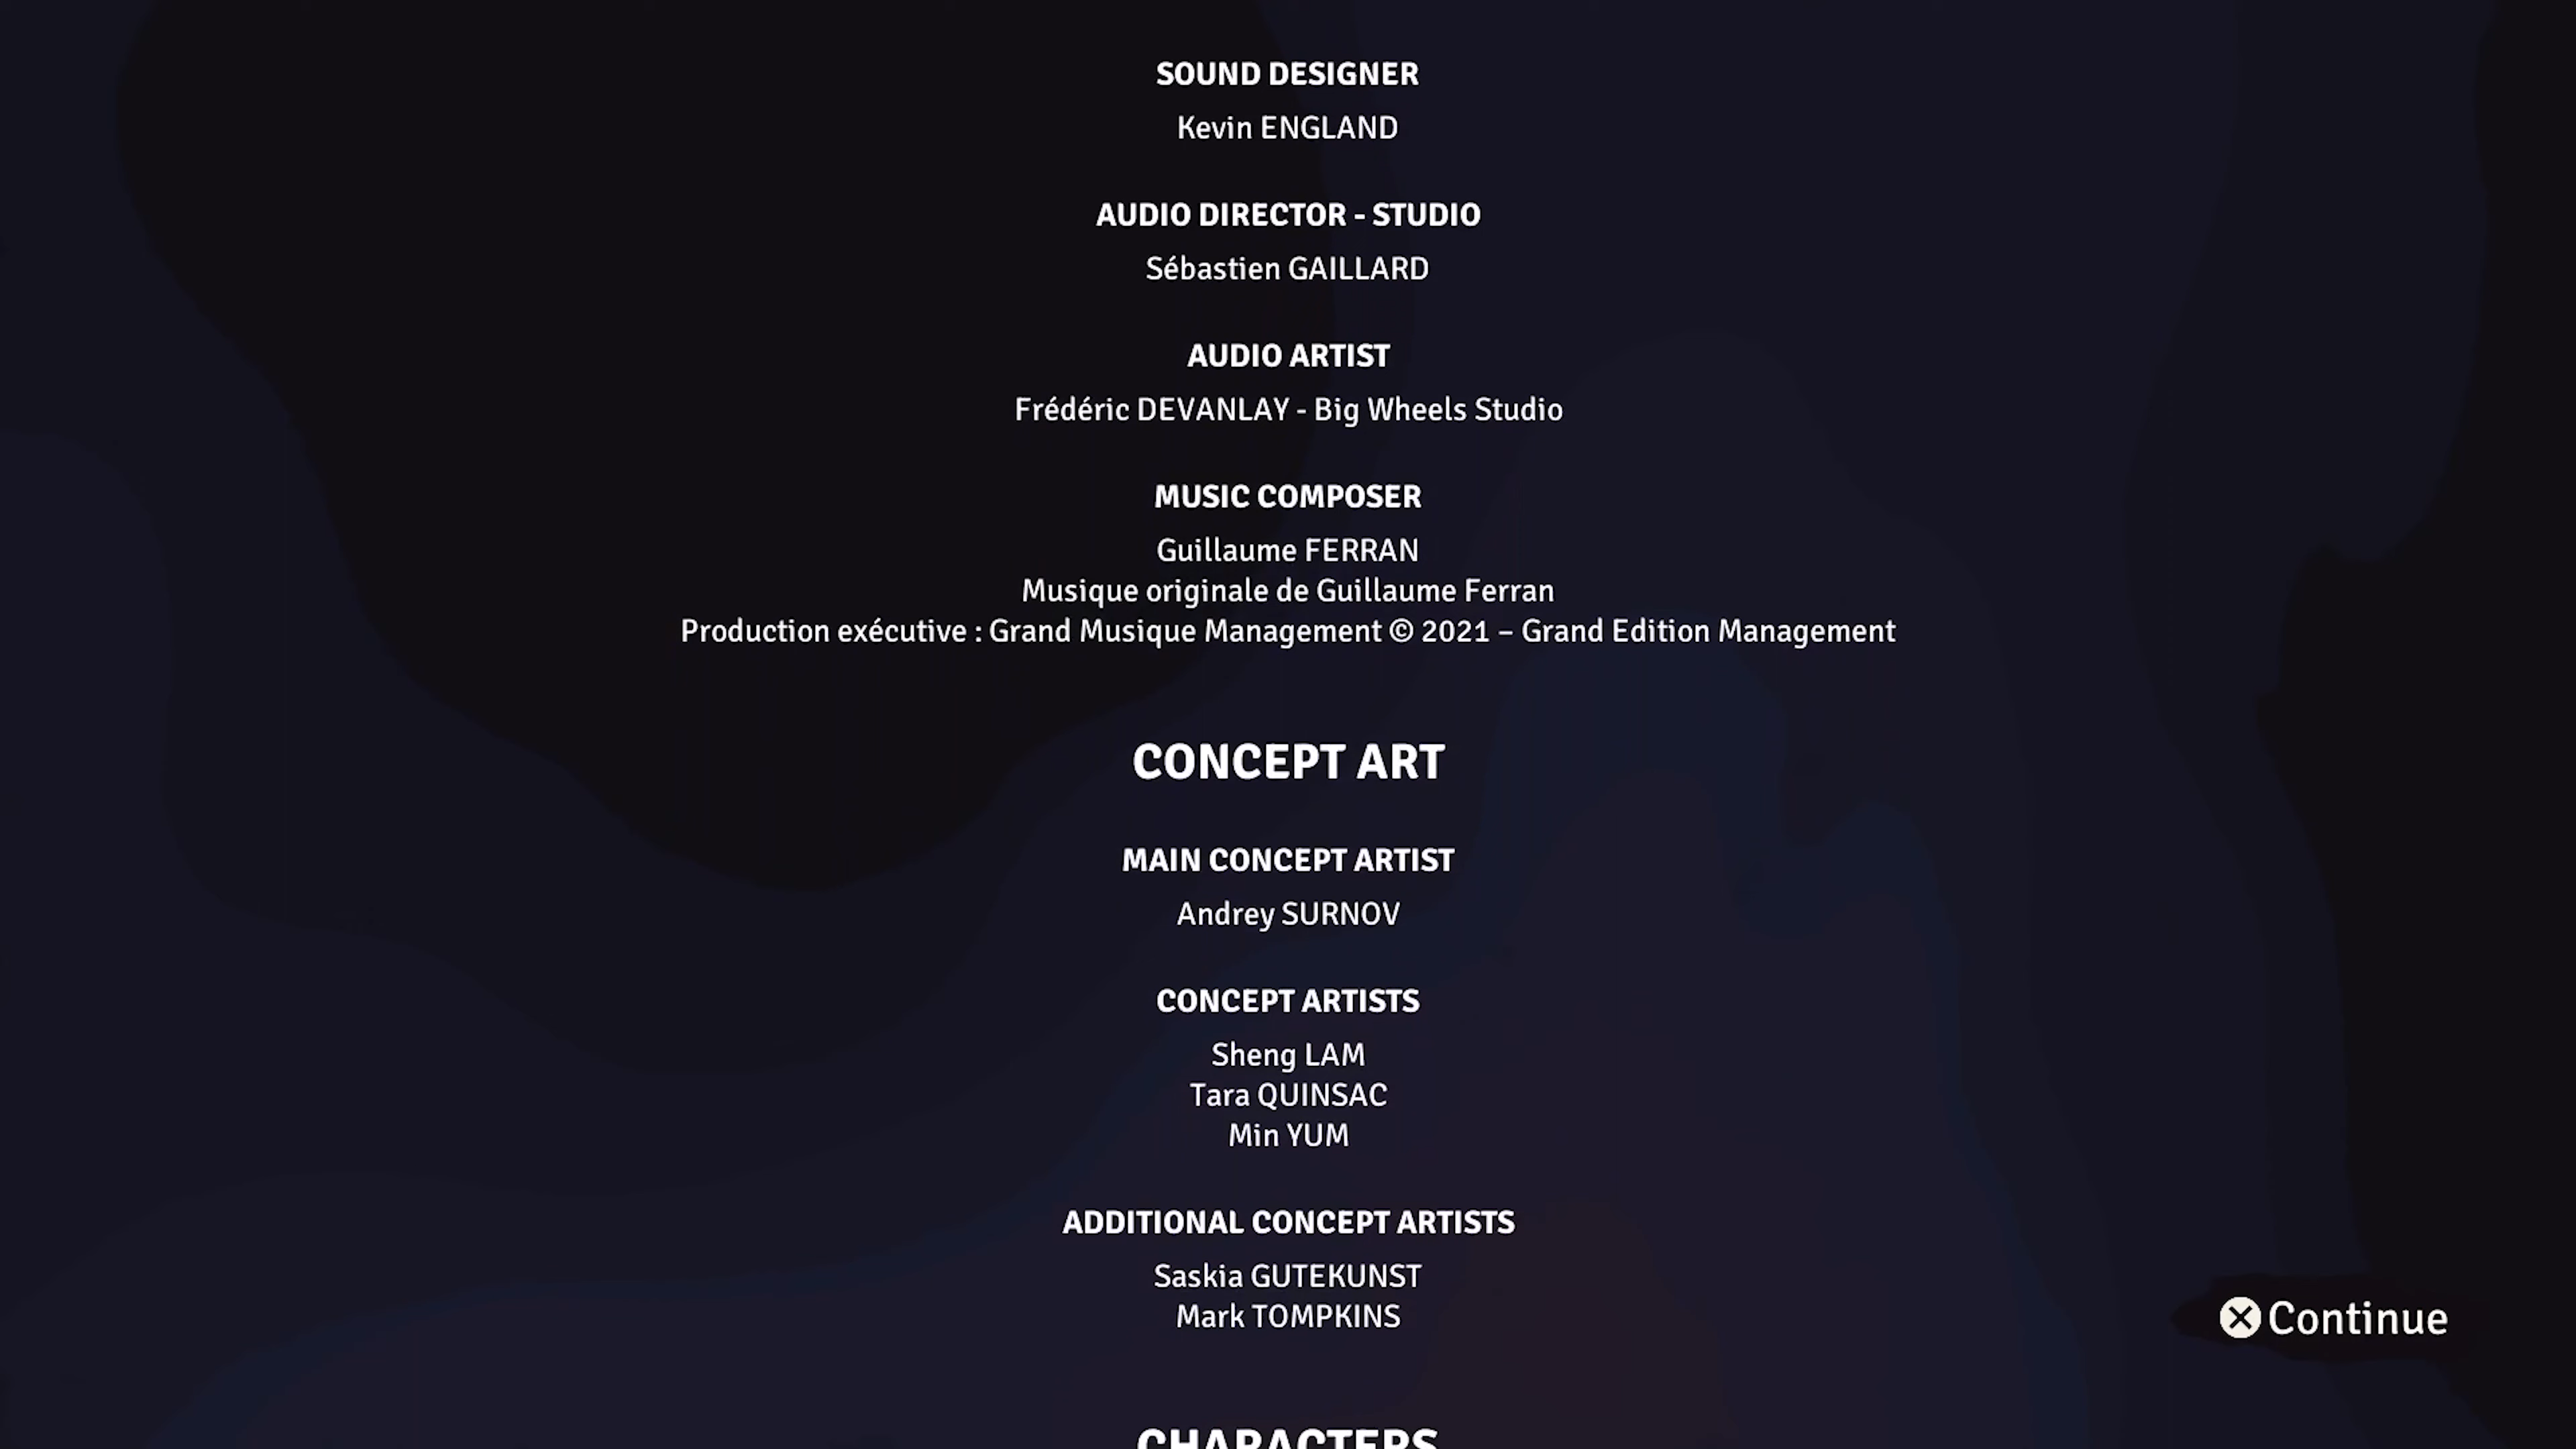 SOUND DESIGNER
Kevin ENGLAND
AUDIO DIRECTOR - STUDIO
Sébastien GAILLARD
AUDIO ARTIST
Frédéric DEVANLAY - Big Wheels Studio
MUSIC COMPOSER
Guillaume FERRAN
Musique originale de Guillaume Ferran
Production exécutive : Grand Musique Management © 2021 – Grand Edition Management
CONCEPT ART
MAIN CONCEPT ARTIST
Andrey SURNOV
CONCEPT ARTISTS
Sheng LAM
Tara QUINSAC
Min YUM
ADDITIONAL CONCEPT ARTISTS
Saskia GUTEKUNST
Mark TOMPKINS
Continue
CHARACTERS